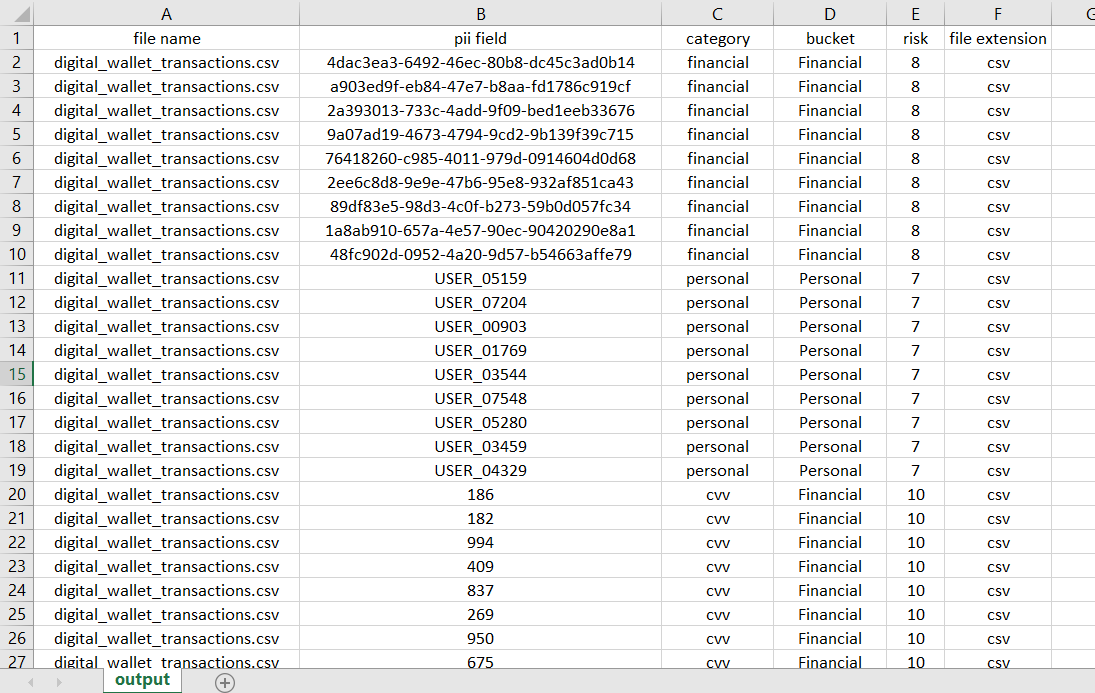 A B C D E F G
1 file name pii field category bucket risk file extension
2 digital_wallet_transactions.csv 4dac3ea3-6492-46ec-80b8-dc45c3ad0b14 financial Financial 8 csv
3 digital_wallet_transactions.csv a903ed9f-eb84-47e7-b8aa-fd1786c919cf financial Financial 8 csv
4 digital_wallet_transactions.csv 2a393013-733c-4add-9f09-bed1eeb33676 financial Financial 8 csv
5 digital_wallet_transactions.csv 9a07ad19-4673-4794-9cd2-9b139f39c715 financial Financial 8 csv
6 digital_wallet_transactions.csv 76418260-c985-4011-979d-0914604d0d68 financial Financial 8 csv
7 digital_wallet_transactions.csv 2ee6c8d8-9e9e-47b6-95e8-932af851ca43 financial Financial 8 csv
8 digital_wallet_transactions.csv 89df83e5-98d3-4c0f-b273-59b0d057fc34 financial Financial 8 csv
9 digital_wallet_transactions.csv 1a8ab910-657a-4e57-90ec-90420290e8a1 financial Financial 8 csv
10 digital_wallet_transactions.csv 48fc902d-0952-4a20-9d57-b54663affe79 financial Financial 8 csv
11 digital_wallet_transactions.csv USER_05159 personal Personal 7 csv
12 digital_wallet_transactions.csv USER_07204 personal Personal 7 csv
13 digital_wallet_transactions.csv USER_00903 personal Personal 7 csv
14 digital_wallet_transactions.csv USER_01769 personal Personal 7 csv
15 digital_wallet_transactions.csv USER_03544 personal Personal 7 csv
16 digital_wallet_transactions.csv USER_07548 personal Personal 7 csv
17 digital_wallet_transactions.csv USER_05280 personal Personal 7 csv
18 digital_wallet_transactions.csv USER_03459 personal Personal 7 csv
19 digital_wallet_transactions.csv USER_04329 personal Personal 7 csv
20 digital_wallet_transactions.csv 186 cvv Financial 10 csv
21 digital_wallet_transactions.csv 182 cvv Financial 10 csv
22 digital_wallet_transactions.csv 994 cvv Financial 10 csv
23 digital_wallet_transactions.csv 409 cvv Financial 10 csv
24 digital_wallet_transactions.csv 837 cvv Financial 10 csv
25 digital_wallet_transactions.csv 269 cvv Financial 10 csv
26 digital_wallet_transactions.csv 950 cvv Financial 10 csv
27 digital_wallet_transactions.csv 675 cvv Financial 10 csv
output